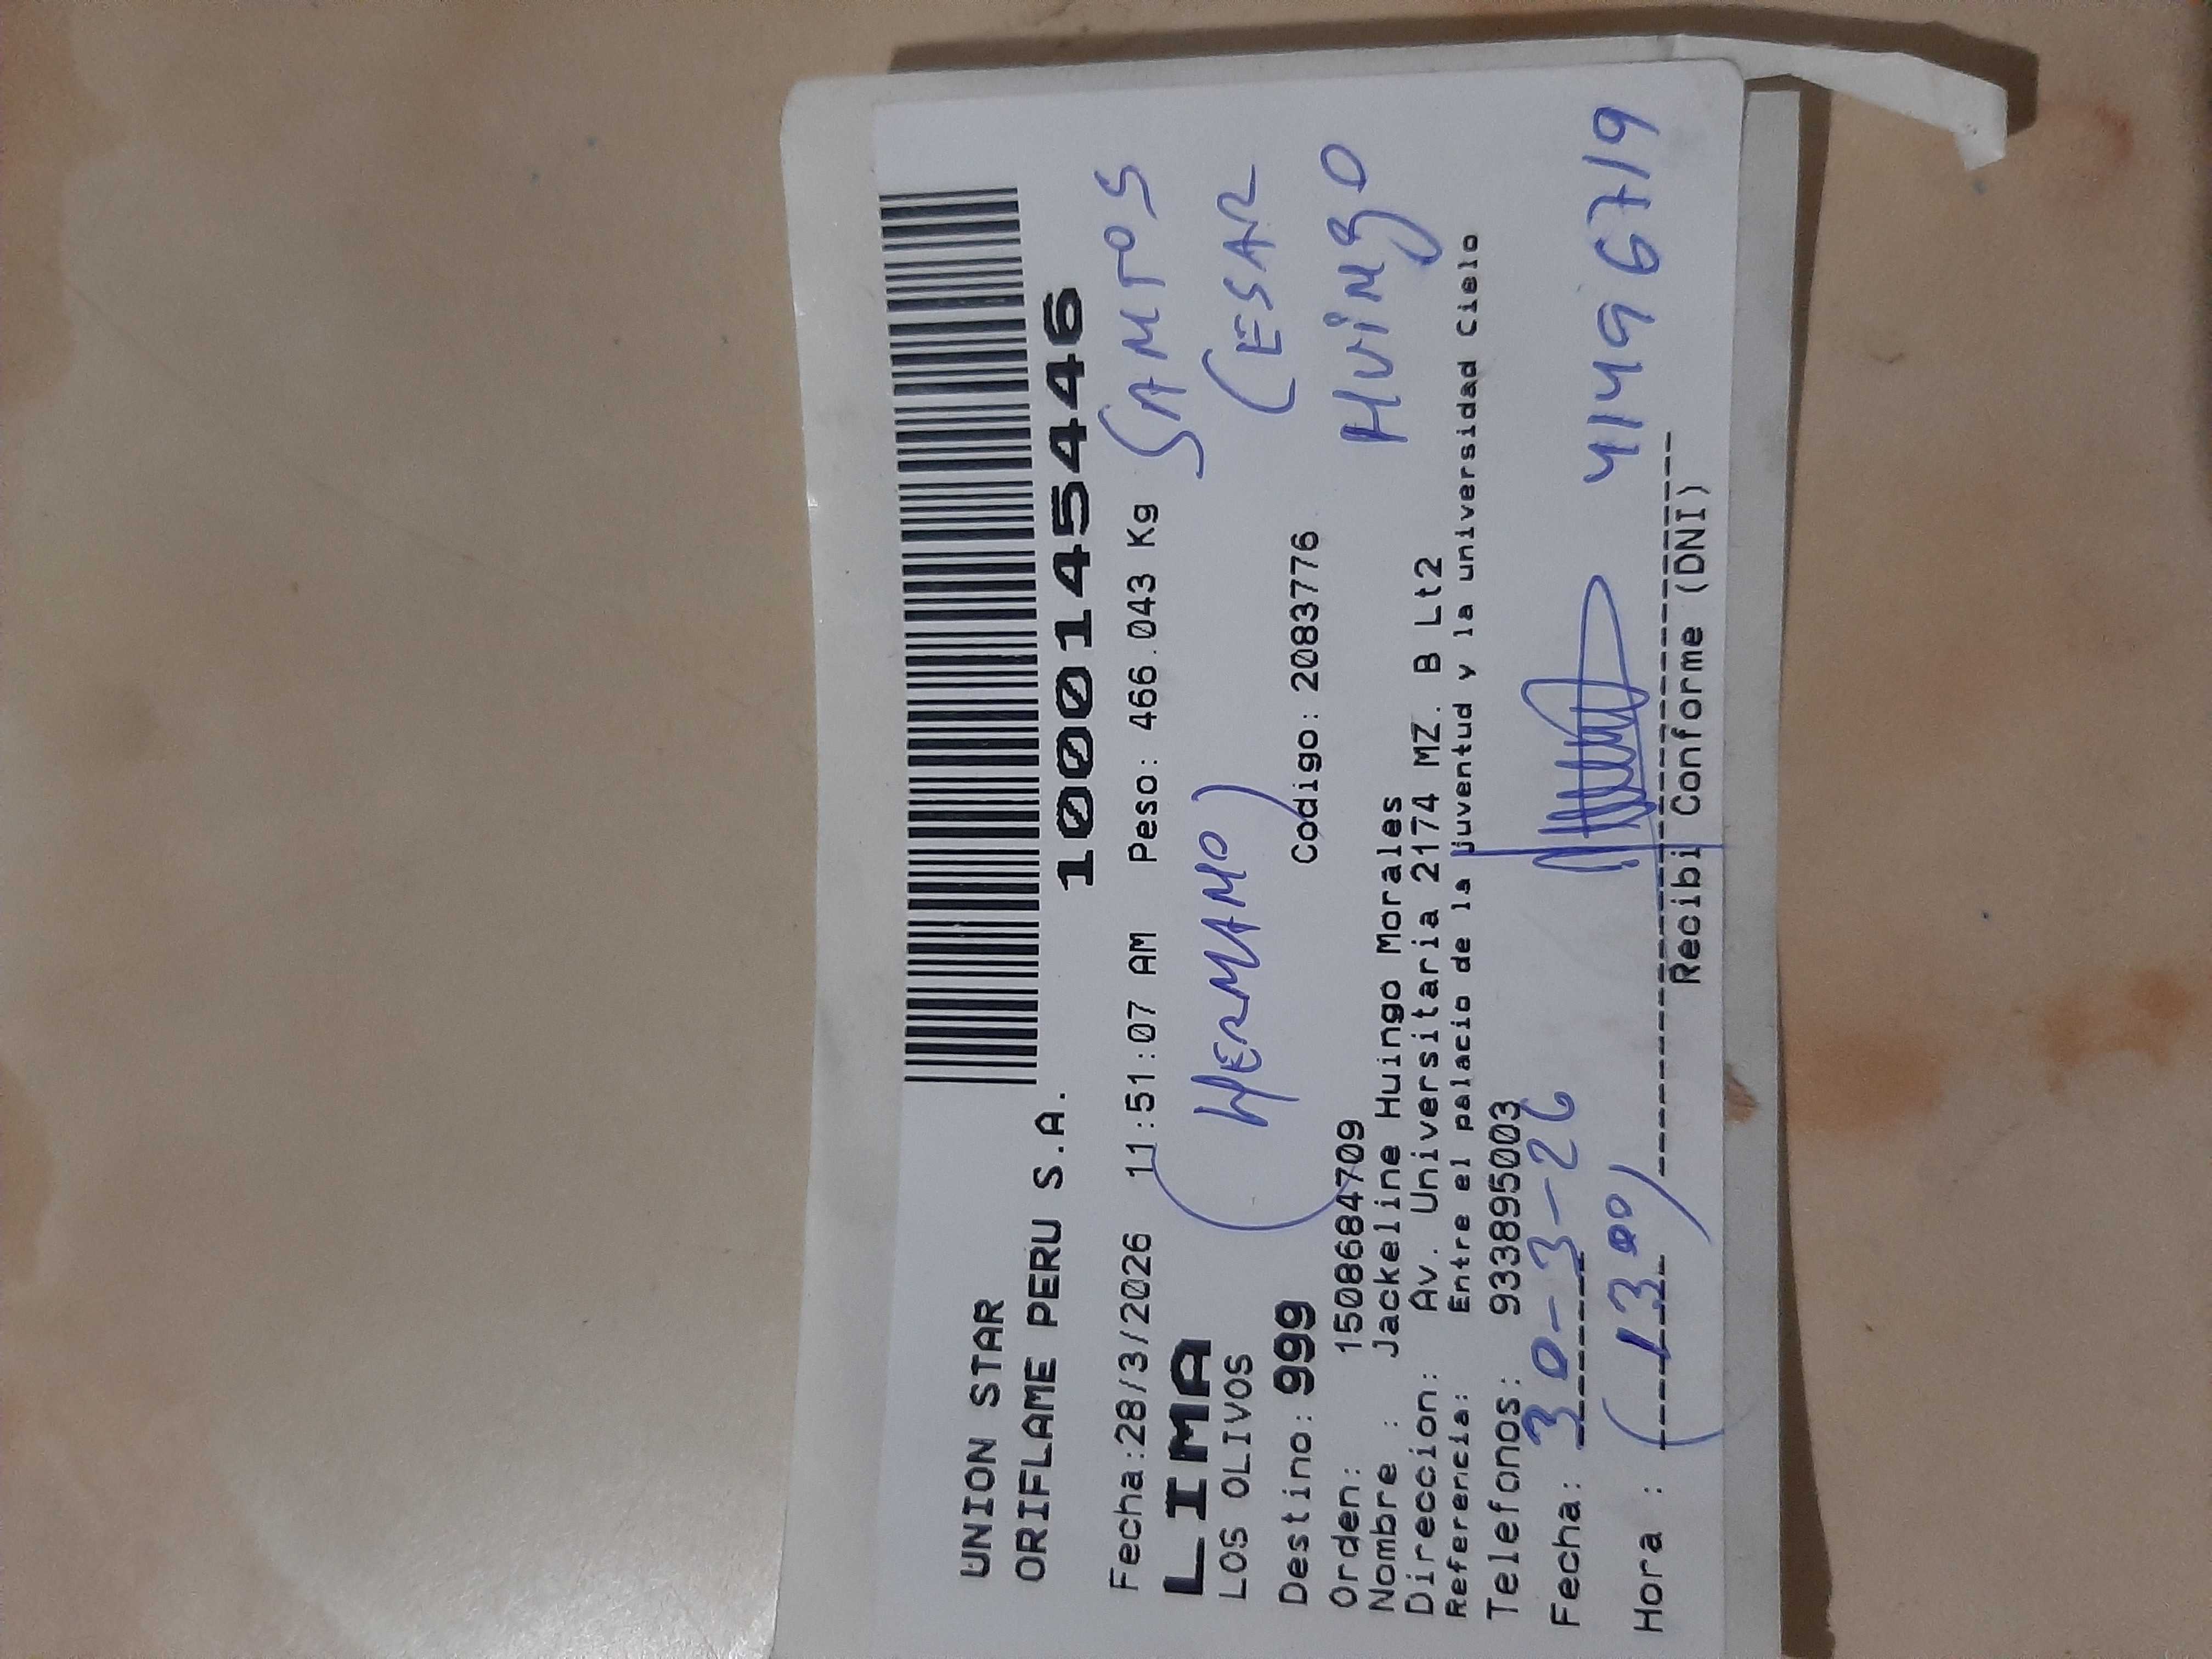 UNION STAR
ORIFLAME PERU S.A.
1000145446
Fecha:28/3/2026 11:51:07 AM Peso: 466.043 Kg
SANTOS
LIMA
LOS OLIVOS
(HERMANO)
CESAR
Destino: 999 Codigo: 2083776
HUINGO
Orden: 1508684709
Nombre : Jackeline Huingo Morales
Direccion: Av. Universitaria 2174 MZ. B Lt2
Referencia: Entre el palacio de la juventud y la universidad Cielo
Telefonos: 933895003
Fecha: 30-3-26
Hora : (13 00) 41496719
Recibi Conforme (DNI)